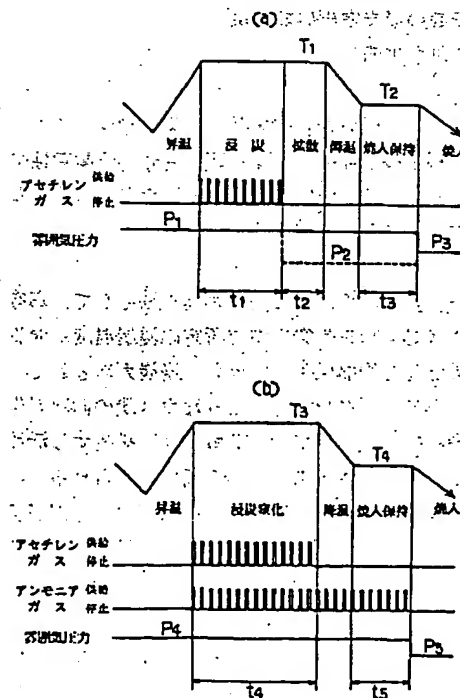 (a)
T1
T2
昇温 浸炭 拡散 降温 焼入保持 焼入
アセチレン 供給
ガス 停止
P1
雰囲気圧力
P2
P3
t1 t2 t3
(b)
T3
T4
昇温 浸炭窒化 降温 焼入保持 焼入
アセチレン 供給
ガス 停止
アンモニア 供給
ガス 停止
雰囲気圧力 P4
P5
t4 t5